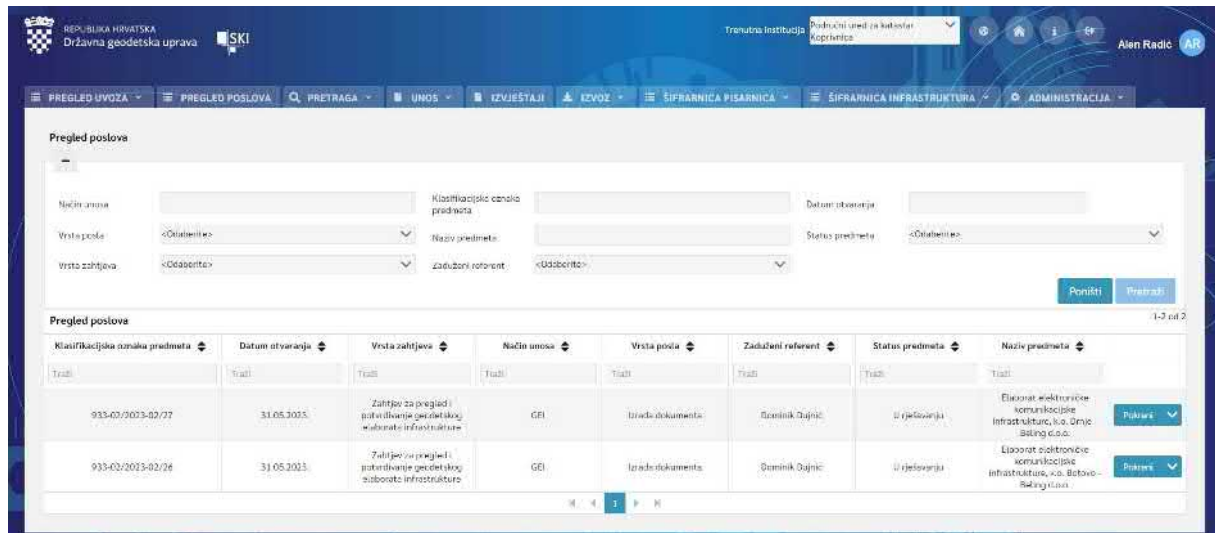 REPUBLIKA HRVATSKA
Državna geodetska uprava
SKI
Trenutna institucija
Područni ured za katastar
Koprivnica
Alen Radić
AR
PREGLED UVOZA
PREGLED POSLOVA
PRETRAGA
UNOS
IZVJEŠTAJI
IZVOZ
ŠIFRARNICA PISARNICA
ŠIFRARNICA INFRASTRUKTURA
ADMINISTRACIJA
Pregled poslova
Način unosa
Klasifikacijska oznaka
predmeta
Datum otvaranja
Vrsta posla
<Odaberite>
Naziv predmeta
Status predmeta
<Odaberite>
Vrsta zahtjeva
<Odaberite>
Zaduženi referent
<Odaberite>
Poništi
Pretraži
Pregled poslova
1-2 od 2
Klasifikacijska oznaka predmeta
Datum otvaranja
Vrsta zahtjeva
Način unosa
Vrsta posla
Zaduženi referent
Status predmeta
Naziv predmeta
Traži
Traži
Traži
Traži
Traži
Traži
Traži
Traži
933-02/2023-02/27
31.05.2023.
Zahtjev za pregled i
potvrđivanje geodetskog
elaborata infrastrukture
GEI
Izrada dokumenta
Dominik Dujnić
U rješavanju
Elaborat elektroničke
komunikacijske
infrastrukture, k.o. Drnje
Beling d.o.o.
Pokreni
933-02/2023-02/26
31.05.2023.
Zahtjev za pregled i
potvrđivanje geodetskog
elaborata infrastrukture
GEI
Izrada dokumenta
Dominik Dujnić
U rješavanju
Elaborat elektroničke
komunikacijske
infrastrukture, k.o. Botovo -
Beling d.o.o.
Pokreni
1